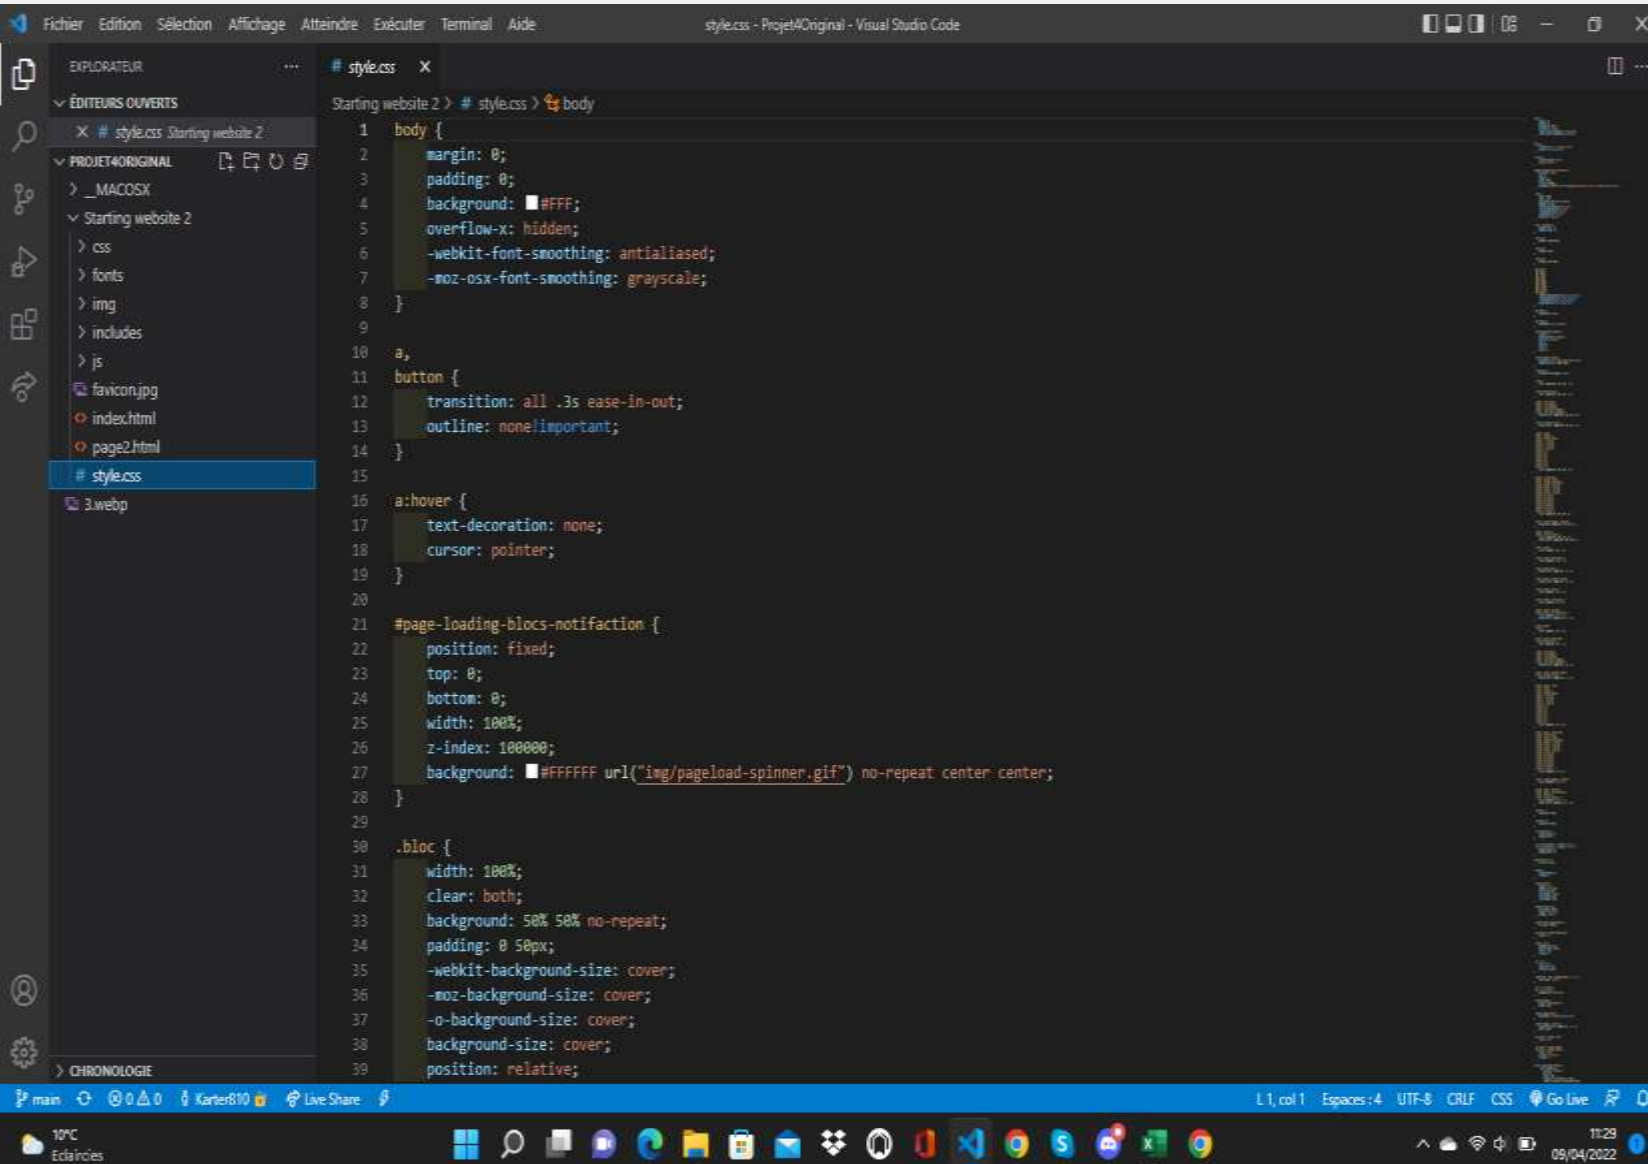 Fichier Edition Sélection Affichage Atteindre Exécuter Terminal Aide
style.css - Projet4Original - Visual Studio Code
EXPLORATEUR ...
ÉDITEURS OUVERTS
# style.css Starting website 2
PROJET4ORIGINAL
__MACOSX
Starting website 2
css
fonts
img
includes
js
favicon.jpg
index.html
page2.html
# style.css
3.webp
CHRONOLOGIE
# style.css
Starting website 2 > # style.css > body
1 body {
2 margin: 0;
3 padding: 0;
4 background: #FFF;
5 overflow-x: hidden;
6 -webkit-font-smoothing: antialiased;
7 -moz-osx-font-smoothing: grayscale;
8 }
9
10 a,
11 button {
12 transition: all .3s ease-in-out;
13 outline: none!important;
14 }
15
16 a:hover {
17 text-decoration: none;
18 cursor: pointer;
19 }
20
21 #page-loading-blocs-notifaction {
22 position: fixed;
23 top: 0;
24 bottom: 0;
25 width: 100%;
26 z-index: 100000;
27 background: #FFFFFF url("img/pageload-spinner.gif") no-repeat center center;
28 }
29
30 .bloc {
31 width: 100%;
32 clear: both;
33 background: 50% 50% no-repeat;
34 padding: 0 50px;
35 -webkit-background-size: cover;
36 -moz-background-size: cover;
37 -o-background-size: cover;
38 background-size: cover;
39 position: relative;
main 0 0 Karter810 Live Share
L 1, col 1 Espaces : 4 UTF-8 CRLF CSS Go Live
10°C
Eclaircies
11:29
09/04/2022